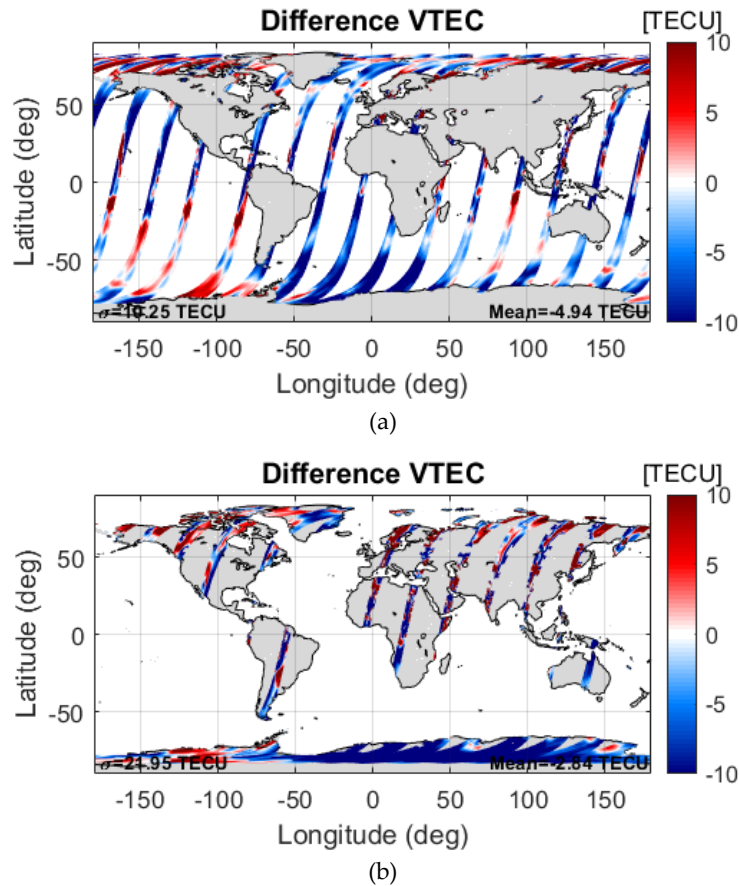 Difference VTEC
[TECU]
10
5
0
-5
-10
50
0
-50
Latitude (deg)
σ=10.25 TECU
Mean=-4.94 TECU
-150 -100 -50 0 50 100 150
Longitude (deg)
(a)
Difference VTEC
[TECU]
10
5
0
-5
-10
50
0
-50
Latitude (deg)
σ=21.95 TECU
Mean=-2.84 TECU
-150 -100 -50 0 50 100 150
Longitude (deg)
(b)